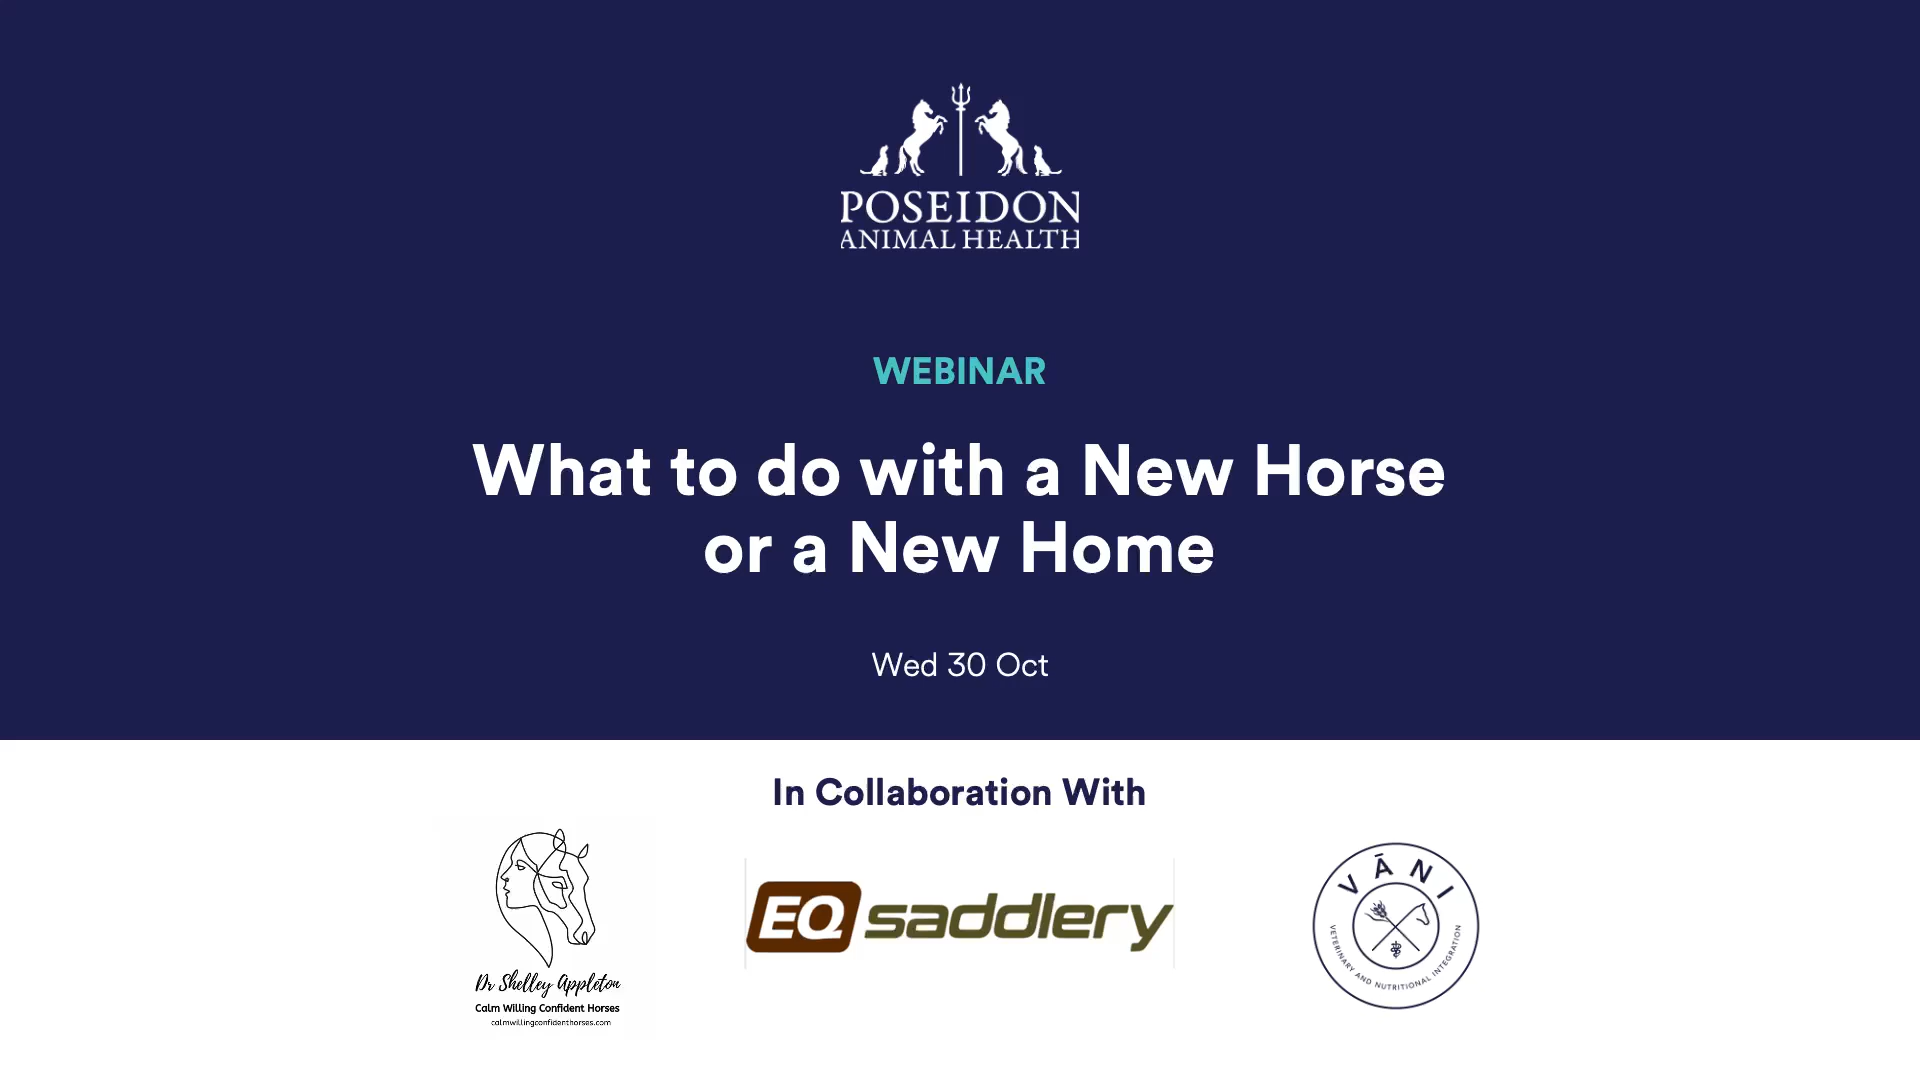 POSEIDON
ANIMAL HEALTH
WEBINAR
What to do with a New Horse
or a New Home
Wed 30 Oct
In Collaboration With
Dr Shelley Appleton
Calm Willing Confident Horses
calmwillingconfidenthorses.com
EQ saddlery
VĀNI
VETERINARY AND NUTRITIONAL INTEGRATION